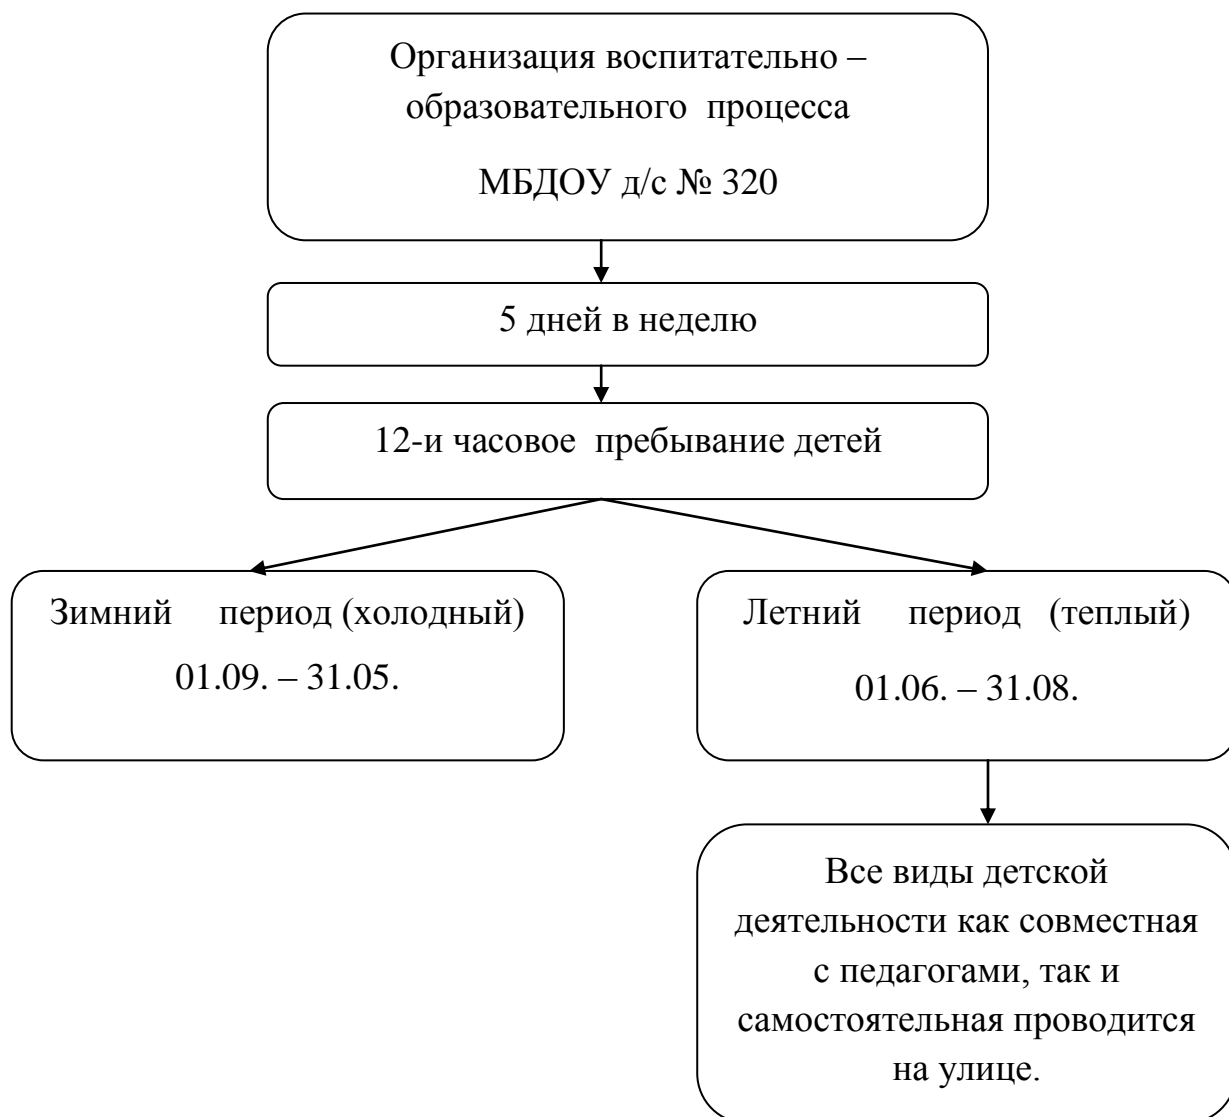 Организация воспитательно –
образовательного процесса
МБДОУ д/с № 320
5 дней в неделю
12-и часовое пребывание детей
Зимний период (холодный)
01.09. – 31.05.
Летний период (теплый)
01.06. – 31.08.
Все виды детской
деятельности как совместная
с педагогами, так и
самостоятельная проводится
на улице.